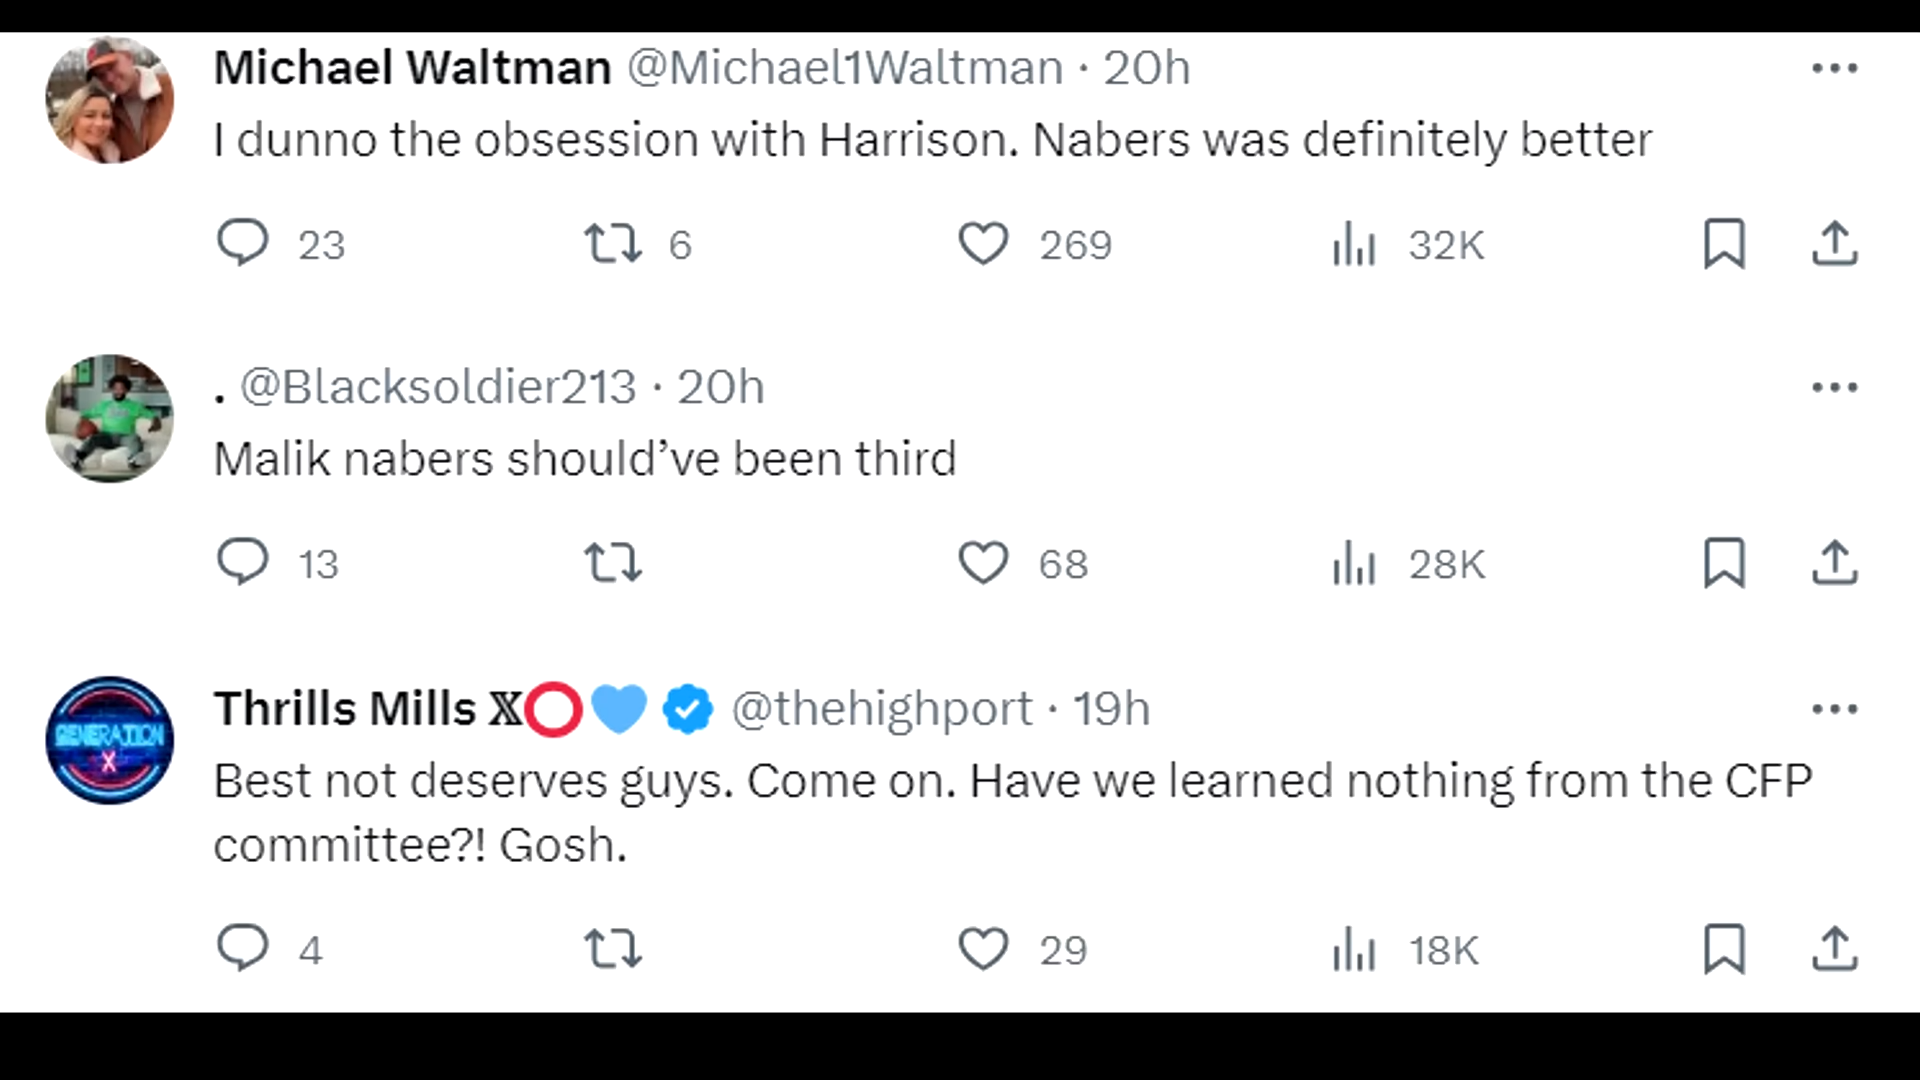 Michael Waltman @Michael1Waltman · 20h
I dunno the obsession with Harrison. Nabers was definitely better
23 6 269 32K
. @Blacksoldier213 · 20h
Malik nabers should’ve been third
13 68 28K
GENERATION
X
Thrills Mills 𝕏⭕💙 @thehighport · 19h
Best not deserves guys. Come on. Have we learned nothing from the CFP
committee?! Gosh.
4 29 18K